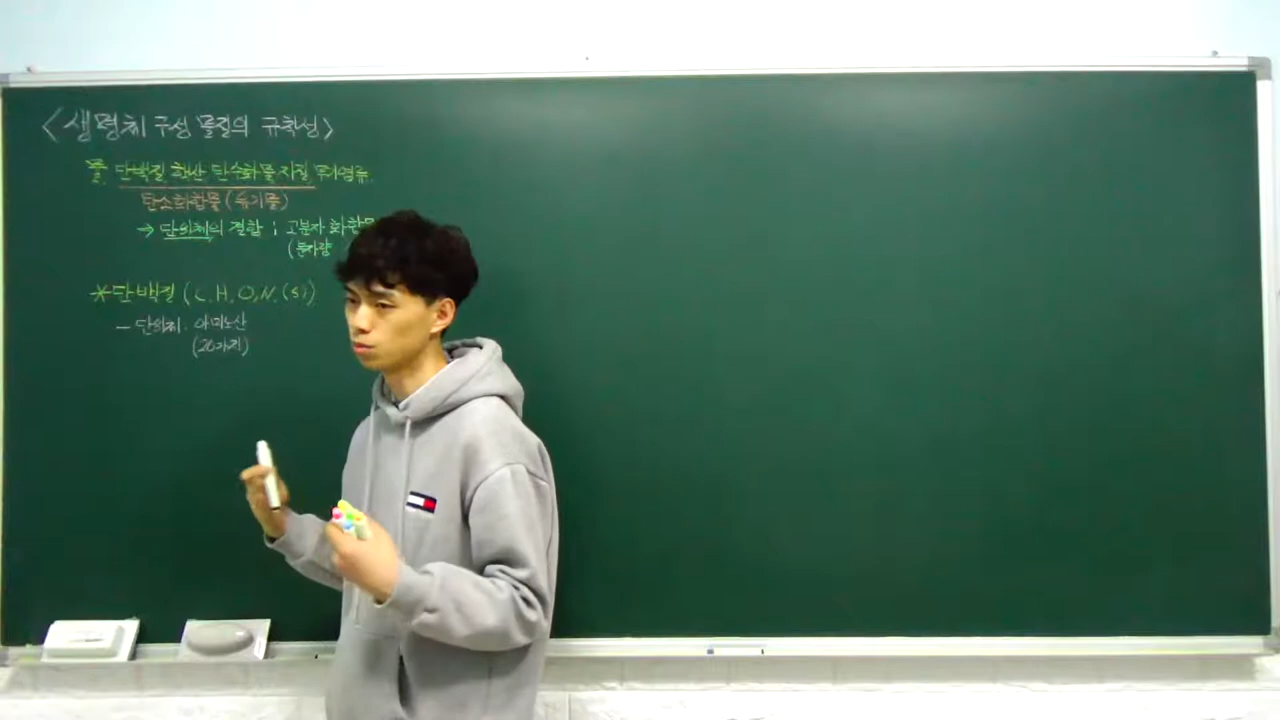 <생명체 구성 물질의 규칙성>
물, 단백질, 핵산, 탄수화물, 지질, 무기염류
탄소화합물 (유기물)
→ 단위체의 결합 ; 고분자 화합물
(분자량
* 단백질 (C, H, O, N, (S))
- 단위체 : 아미노산
(20가지)